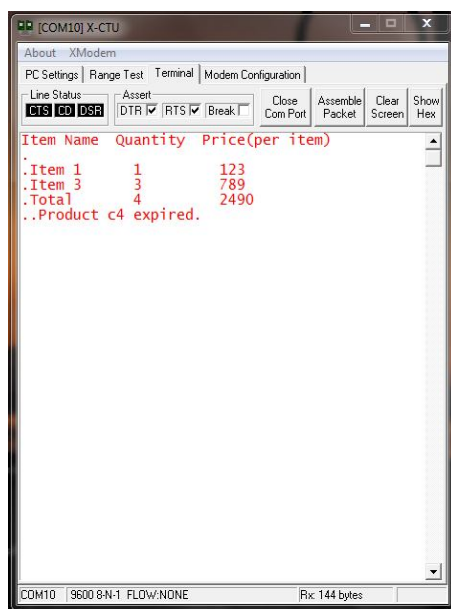 [COM10] X-CTU
About XModem
PC Settings Range Test Terminal Modem Configuration
Line Status Assert
CTS CD DSR DTR RTS Break Close Com Port Assemble Packet Clear Screen Show Hex
Item Name Quantity Price(per item)
.
.Item 1 1 123
.Item 3 3 789
.Total 4 2490
..Product c4 expired.
COM10 9600 8-N-1 FLOW:NONE Rx: 144 bytes